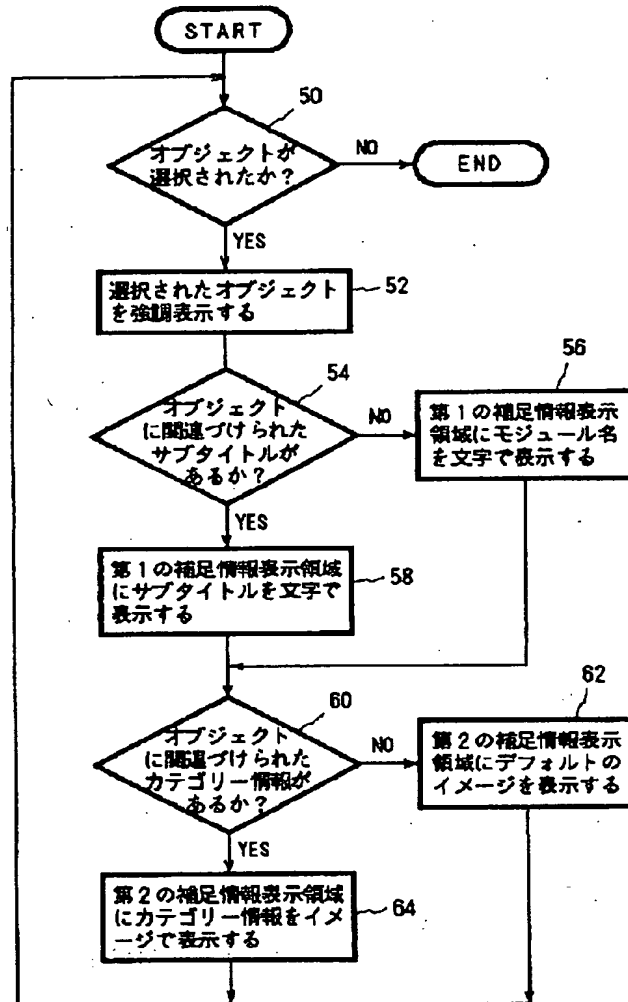 START
50
オブジェクトが
選択されたか？
NO
END
YES
選択されたオブジェクト
を強調表示する
52
54
オブジェクト
に関連づけられた
サブタイトルが
あるか？
NO
56
第１の補足情報表示
領域にモジュール名
を文字で表示する
YES
第１の補足情報表示領域
にサブタイトルを文字で
表示する
58
60
オブジェクト
に関連づけられた
カテゴリー情報が
あるか？
NO
62
第２の補足情報表示
領域にデフォルトの
イメージを表示する
YES
第２の補足情報表示領域
にカテゴリー情報をイメ
ージで表示する
64